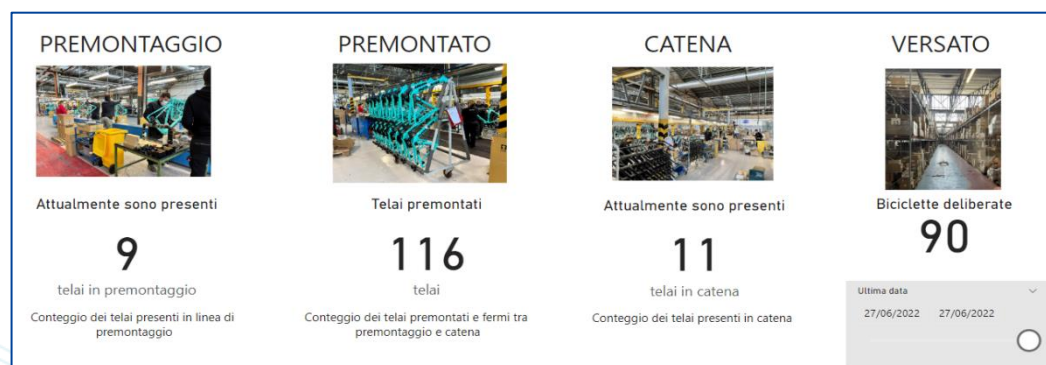 PREMONTAGGIO
Attualmente sono presenti
9
telai in premontaggio
Conteggio dei telai presenti in linea di
premontaggio
PREMONTATO
Telai premontati
116
telai
Conteggio dei telai premontati e fermi tra
premontaggio e catena
CATENA
Attualmente sono presenti
11
telai in catena
Conteggio dei telai presenti in catena
VERSATO
Biciclette deliberate
90
Ultima data
27/06/2022 27/06/2022